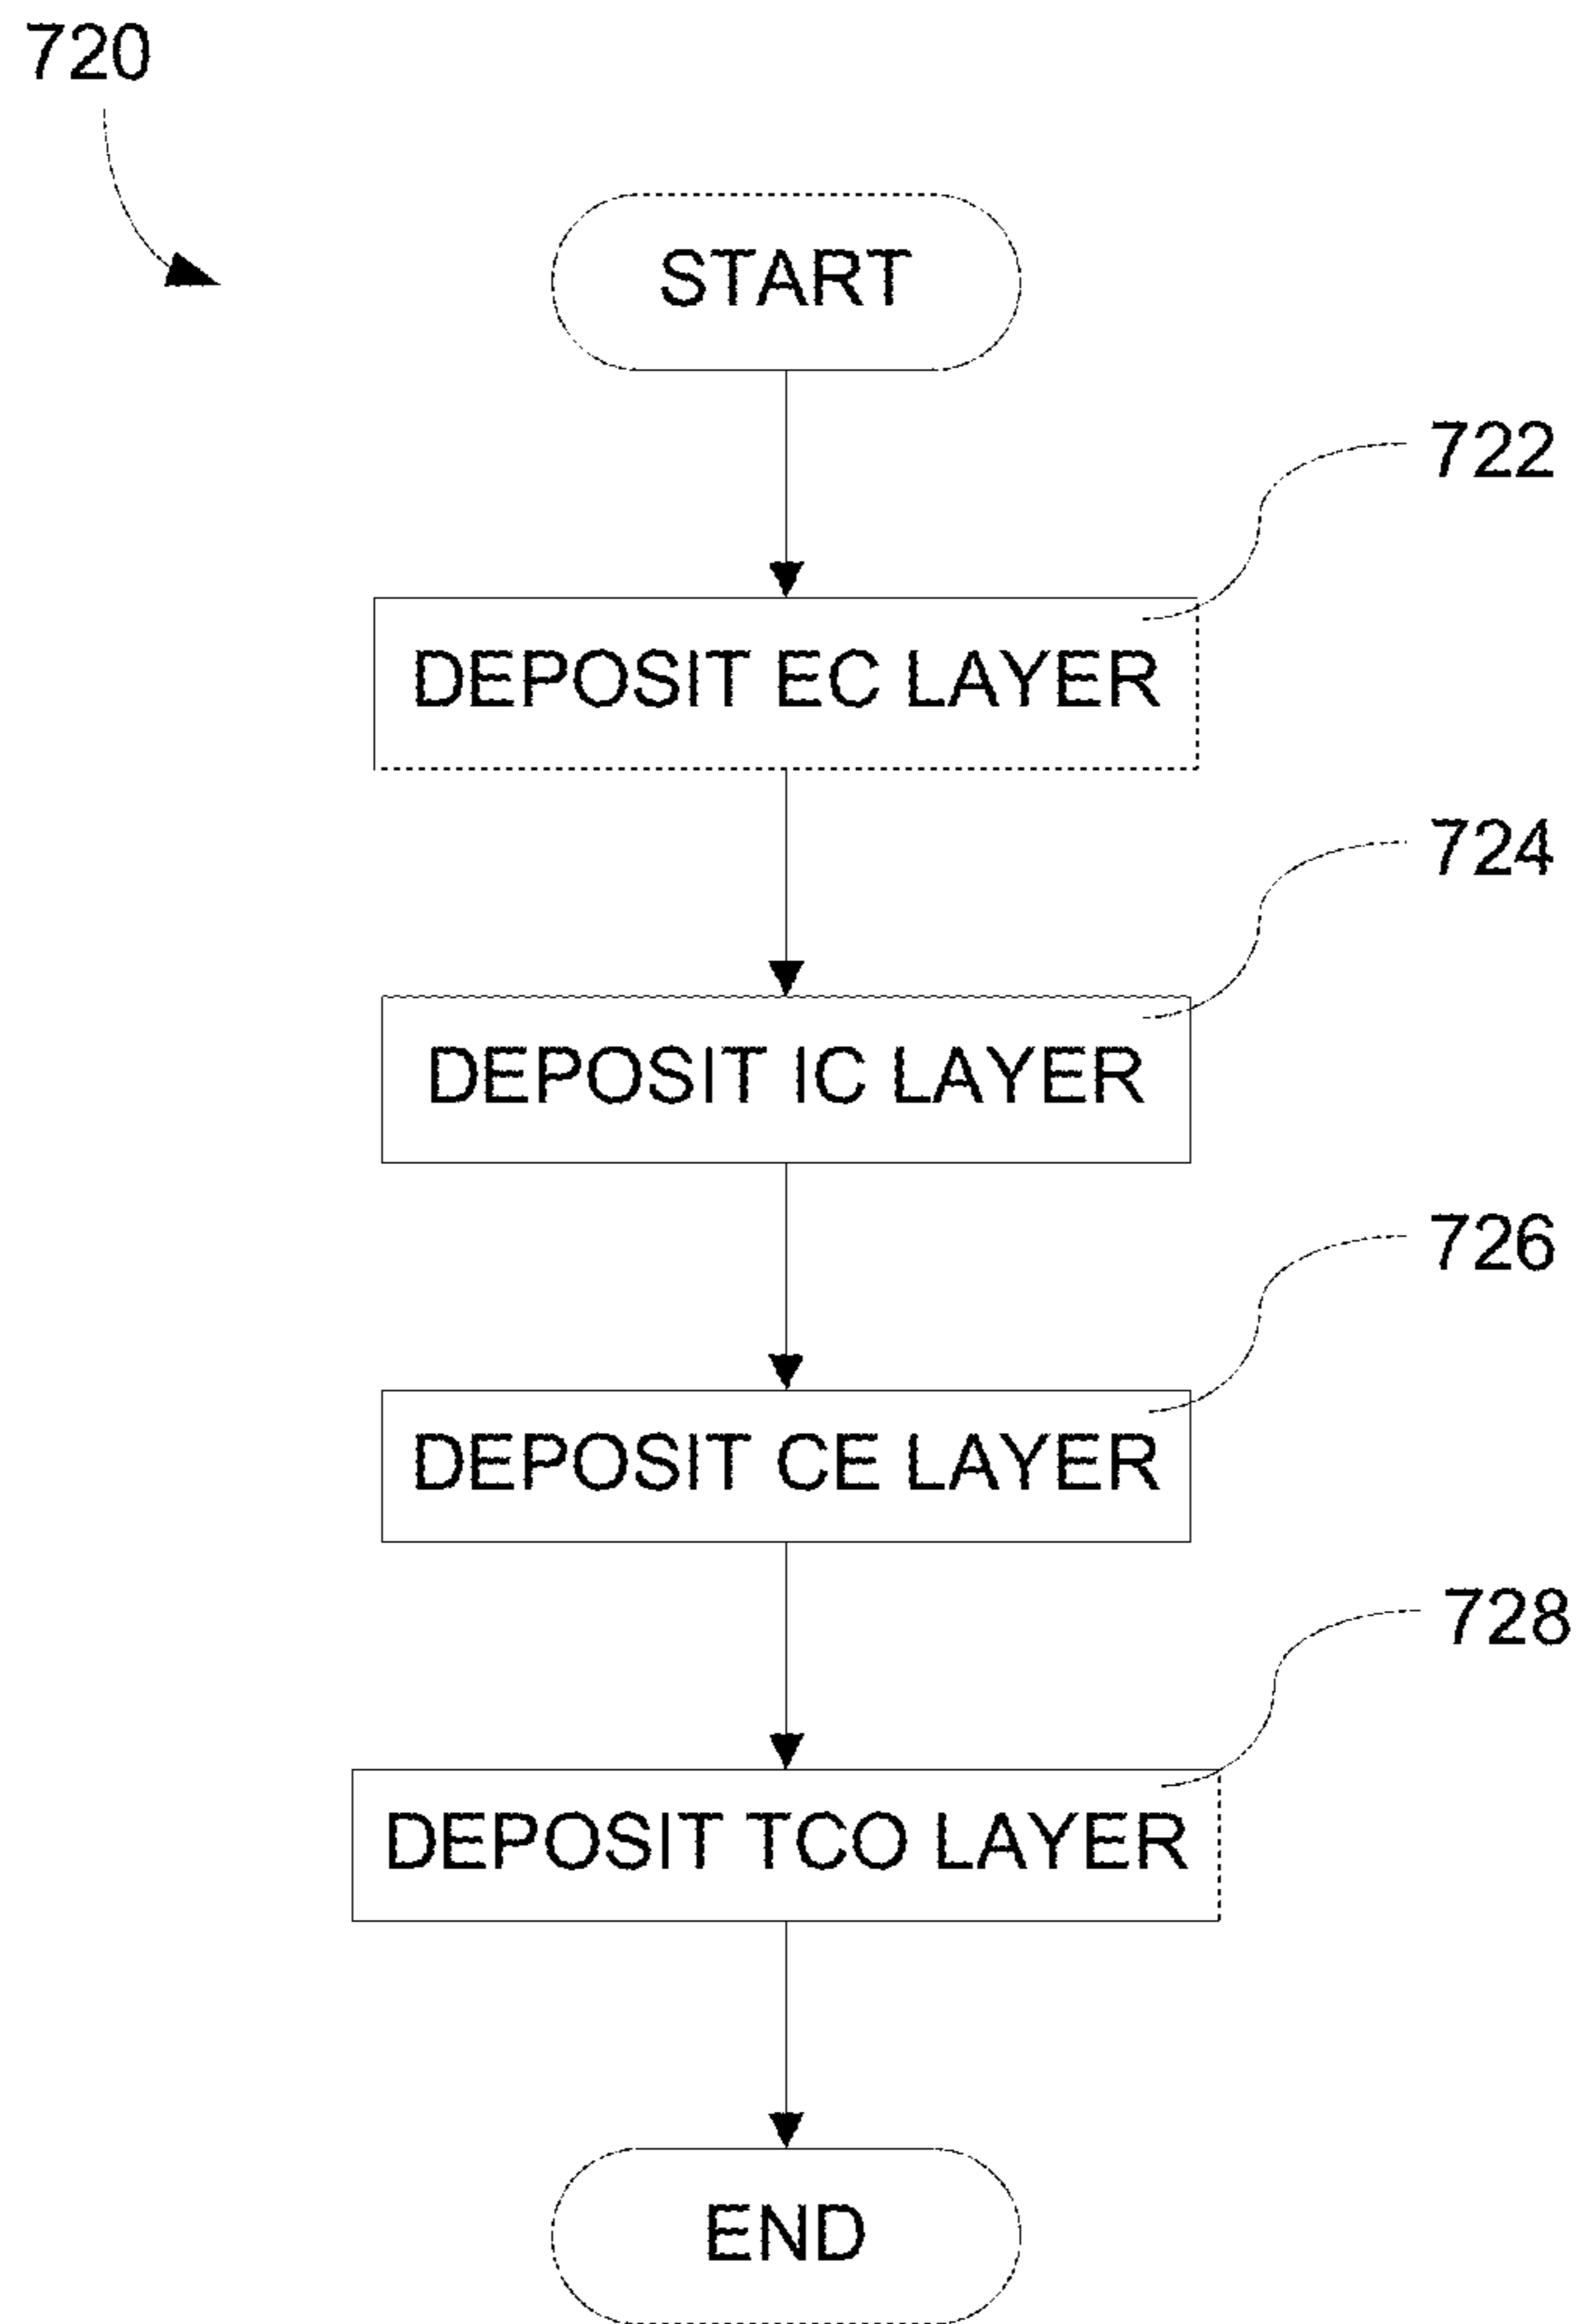 720
START
722
DEPOSIT EC LAYER
724
DEPOSIT IC LAYER
726
DEPOSIT CE LAYER
728
DEPOSIT TCO LAYER
END